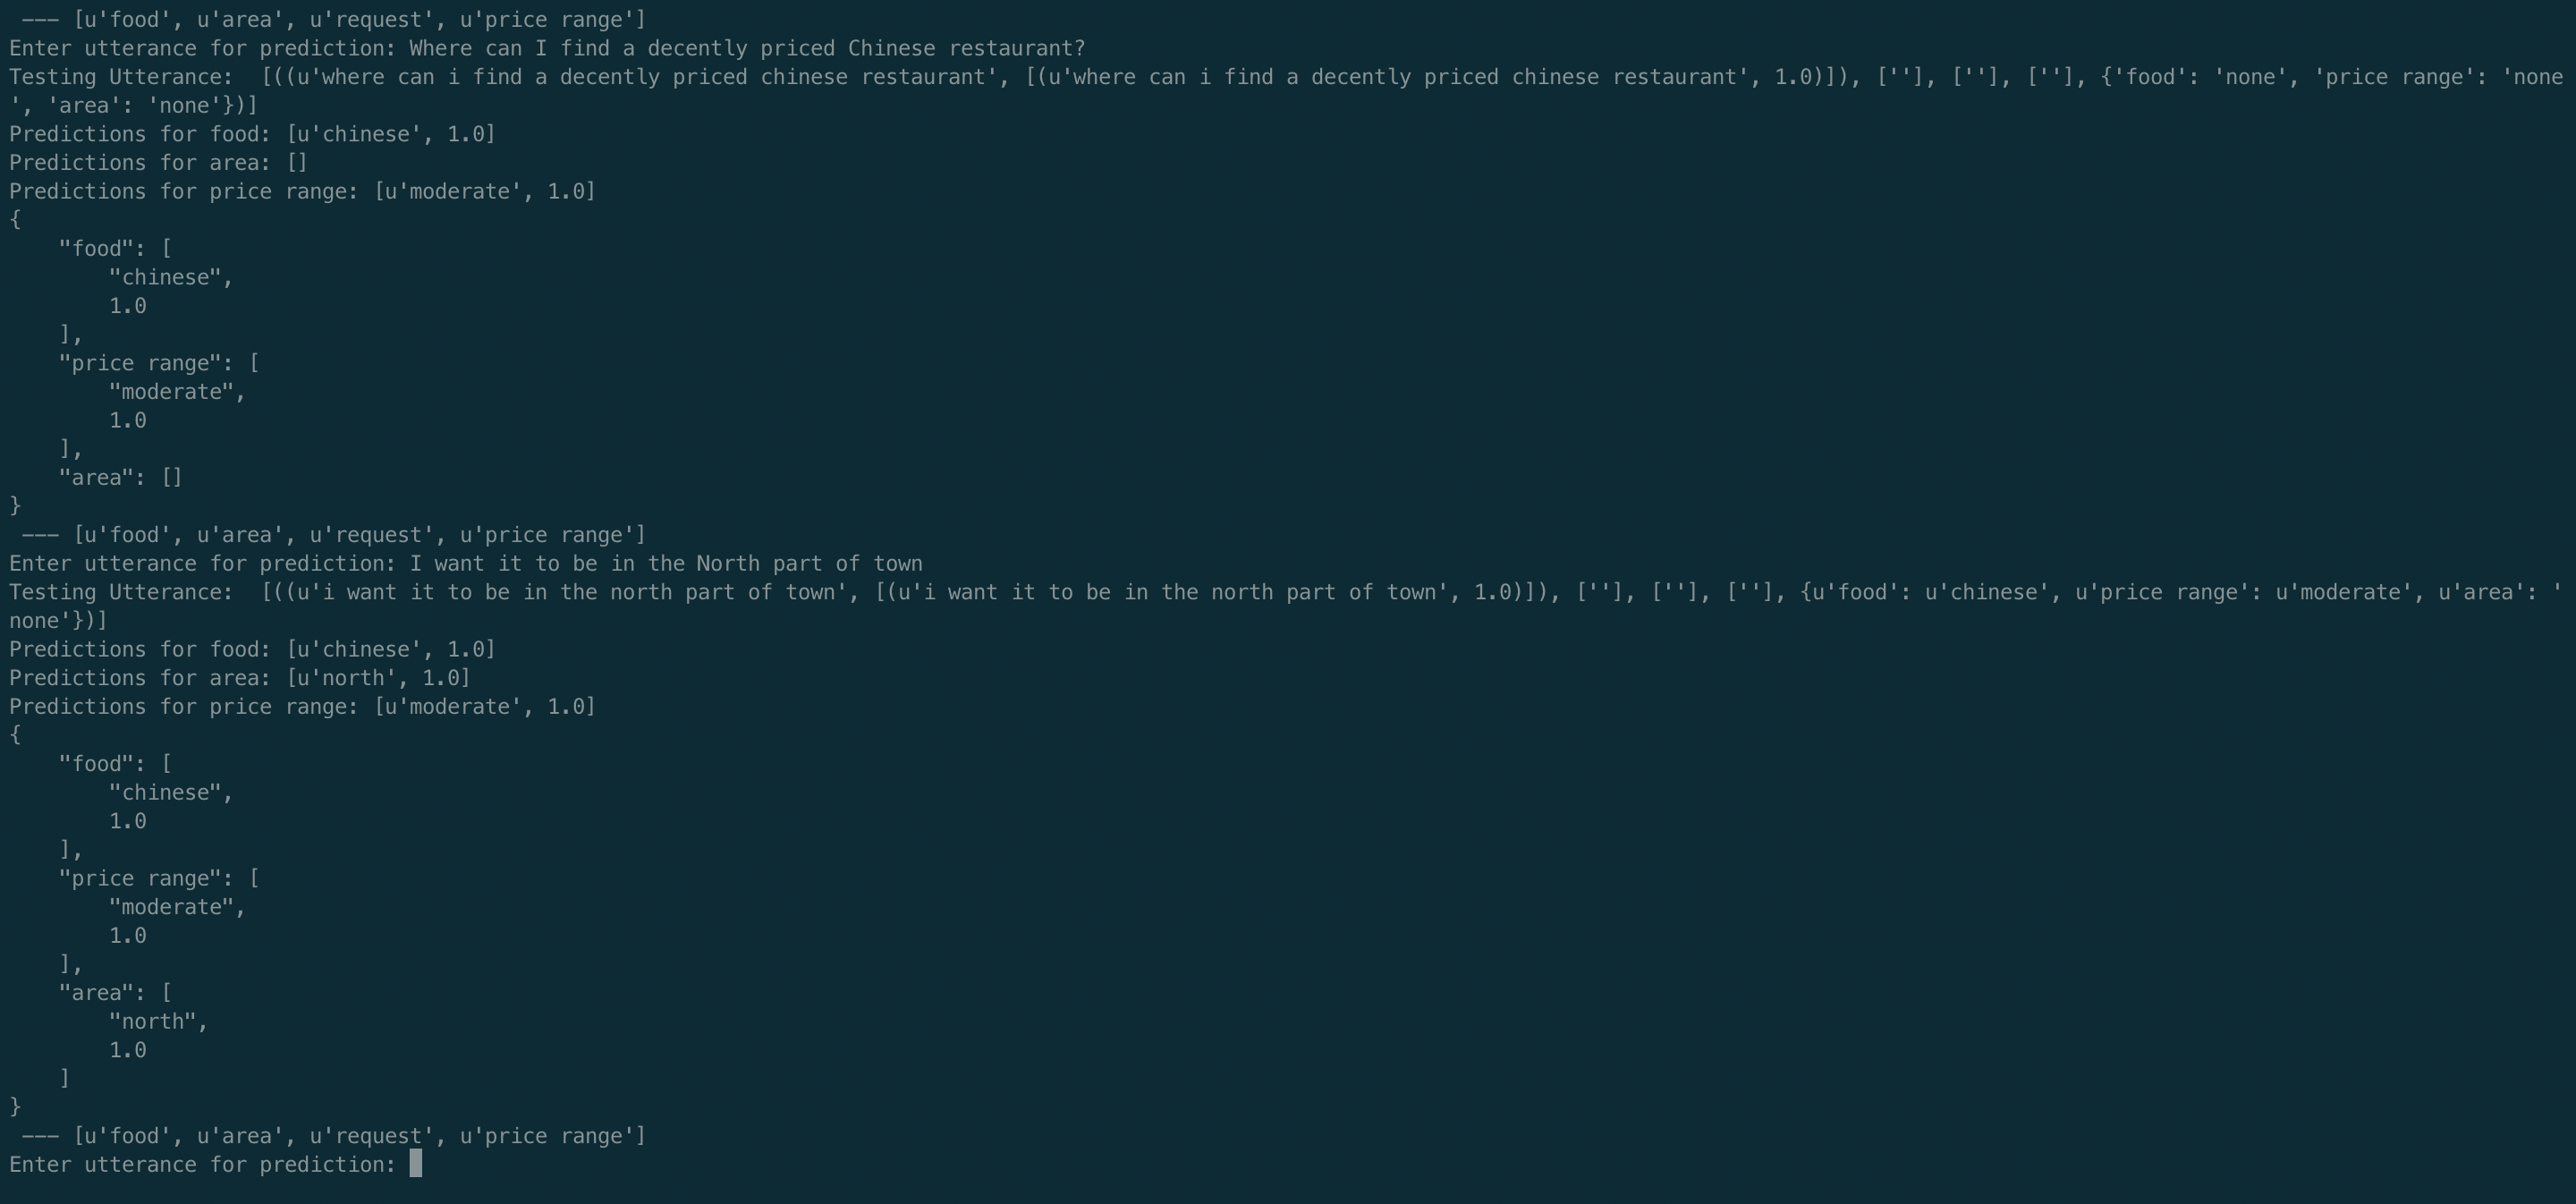 --- [u'food', u'area', u'request', u'price range']
Enter utterance for prediction: Where can I find a decently priced Chinese restaurant?
Testing Utterance:  [((u'where can i find a decently priced chinese restaurant', [(u'where can i find a decently priced chinese restaurant', 1.0)]), [''], [''], [''], {'food': 'none', 'price range': 'none
', 'area': 'none'})]
Predictions for food: [u'chinese', 1.0]
Predictions for area: []
Predictions for price range: [u'moderate', 1.0]
{
    "food": [
        "chinese",
        1.0
    ],
    "price range": [
        "moderate",
        1.0
    ],
    "area": []
}
 --- [u'food', u'area', u'request', u'price range']
Enter utterance for prediction: I want it to be in the North part of town
Testing Utterance:  [((u'i want it to be in the north part of town', [(u'i want it to be in the north part of town', 1.0)]), [''], [''], [''], {u'food': u'chinese', u'price range': u'moderate', u'area': '
none'})]
Predictions for food: [u'chinese', 1.0]
Predictions for area: [u'north', 1.0]
Predictions for price range: [u'moderate', 1.0]
{
    "food": [
        "chinese",
        1.0
    ],
    "price range": [
        "moderate",
        1.0
    ],
    "area": [
        "north",
        1.0
    ]
}
 --- [u'food', u'area', u'request', u'price range']
Enter utterance for prediction: